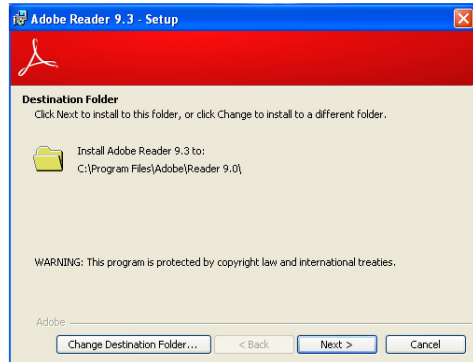 Adobe Reader 9.3 - Setup
Destination Folder
Click Next to install to this folder, or click Change to install to a different folder.
Install Adobe Reader 9.3 to:
C:\Program Files\Adobe\Reader 9.0\
WARNING: This program is protected by copyright law and international treaties.
Adobe
Change Destination Folder... < Back Next > Cancel